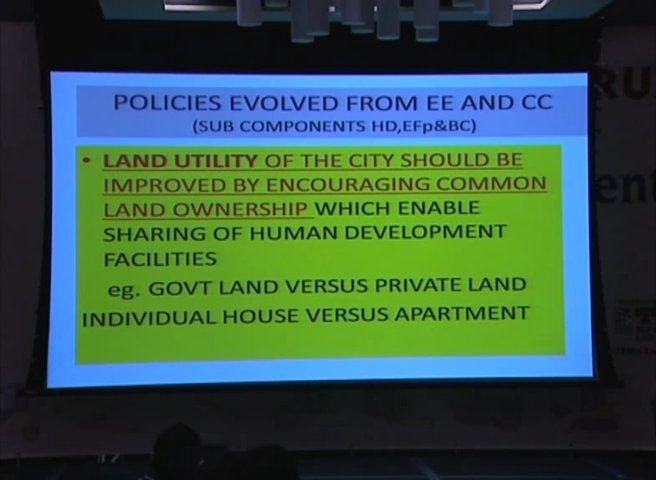 POLICIES EVOLVED FROM EE AND CC
(SUB COMPONENTS HD,EFp&BC)
• LAND UTILITY OF THE CITY SHOULD BE
IMPROVED BY ENCOURAGING COMMON
LAND OWNERSHIP WHICH ENABLE
SHARING OF HUMAN DEVELOPMENT
FACILITIES
eg. GOVT LAND VERSUS PRIVATE LAND
INDIVIDUAL HOUSE VERSUS APARTMENT